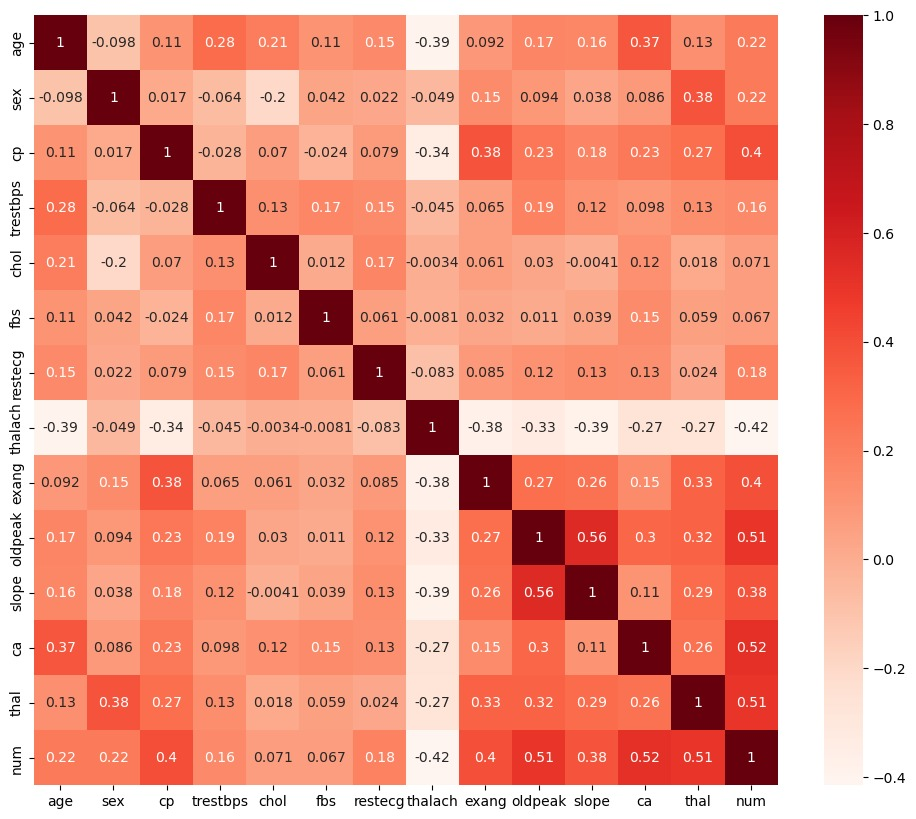 age 1 -0.098 0.11 0.28 0.21 0.11 0.15 -0.39 0.092 0.17 0.16 0.37 0.13 0.22
sex -0.098 1 0.017 -0.064 -0.2 0.042 0.022 -0.049 0.15 0.094 0.038 0.086 0.38 0.22
cp 0.11 0.017 1 -0.028 0.07 -0.024 0.079 -0.34 0.38 0.23 0.18 0.23 0.27 0.4
trestbps 0.28 -0.064 -0.028 1 0.13 0.17 0.15 -0.045 0.065 0.19 0.12 0.098 0.13 0.16
chol 0.21 -0.2 0.07 0.13 1 0.012 0.17 -0.0034 0.061 0.03 -0.0041 0.12 0.018 0.071
fbs 0.11 0.042 -0.024 0.17 0.012 1 0.061 -0.0081 0.032 0.011 0.039 0.15 0.059 0.067
restecg 0.15 0.022 0.079 0.15 0.17 0.061 1 -0.083 0.085 0.12 0.13 0.13 0.024 0.18
thalach -0.39 -0.049 -0.34 -0.045 -0.0034 -0.0081 -0.083 1 -0.38 -0.33 -0.39 -0.27 -0.27 -0.42
exang 0.092 0.15 0.38 0.065 0.061 0.032 0.085 -0.38 1 0.27 0.26 0.15 0.33 0.4
oldpeak 0.17 0.094 0.23 0.19 0.03 0.011 0.12 -0.33 0.27 1 0.56 0.3 0.32 0.51
slope 0.16 0.038 0.18 0.12 -0.0041 0.039 0.13 -0.39 0.26 0.56 1 0.11 0.29 0.38
ca 0.37 0.086 0.23 0.098 0.12 0.15 0.13 -0.27 0.15 0.3 0.11 1 0.26 0.52
thal 0.13 0.38 0.27 0.13 0.018 0.059 0.024 -0.27 0.33 0.32 0.29 0.26 1 0.51
num 0.22 0.22 0.4 0.16 0.071 0.067 0.18 -0.42 0.4 0.51 0.38 0.52 0.51 1
age sex cp trestbps chol fbs restecg thalach exang oldpeak slope ca thal num
1.0
0.8
0.6
0.4
0.2
0.0
−0.2
−0.4